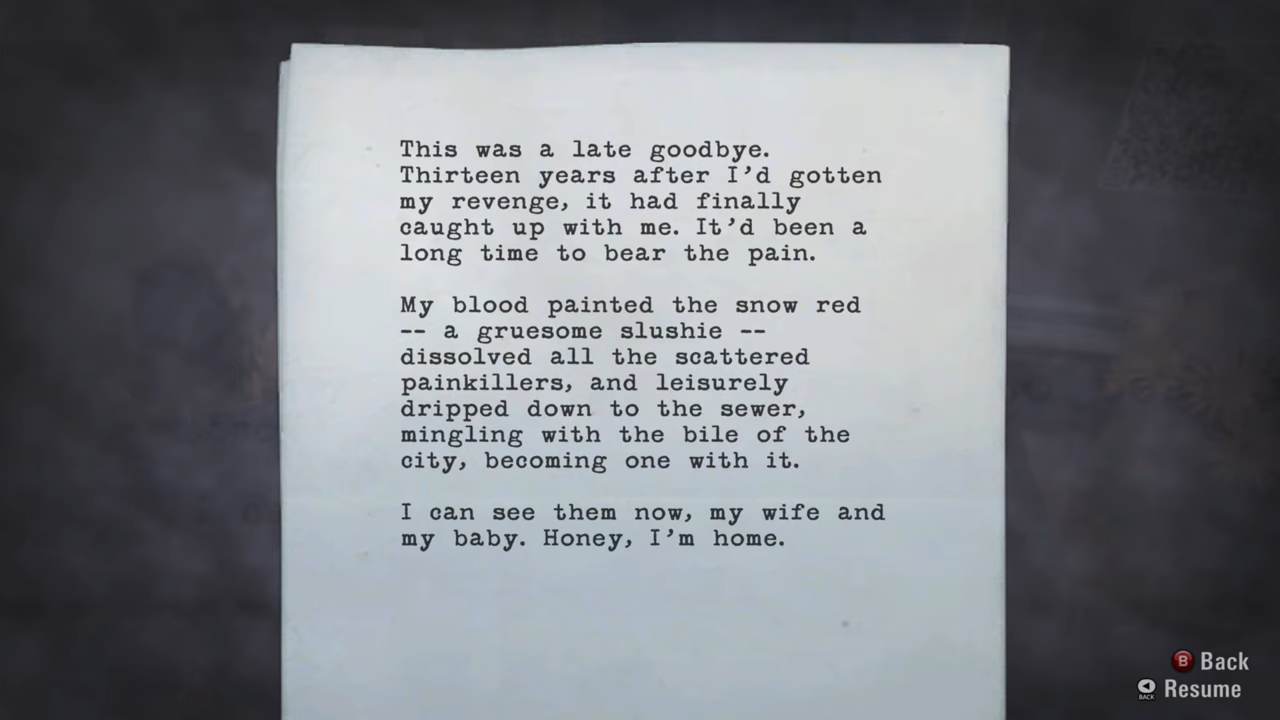 This was a late goodbye.
Thirteen years after I’d gotten
my revenge, it had finally
caught up with me. It’d been a
long time to bear the pain.
My blood painted the snow red
-- a gruesome slushie --
dissolved all the scattered
painkillers, and leisurely
dripped down to the sewer,
mingling with the bile of the
city, becoming one with it.
I can see them now, my wife and
my baby. Honey, I’m home.
B Back
BACK Resume